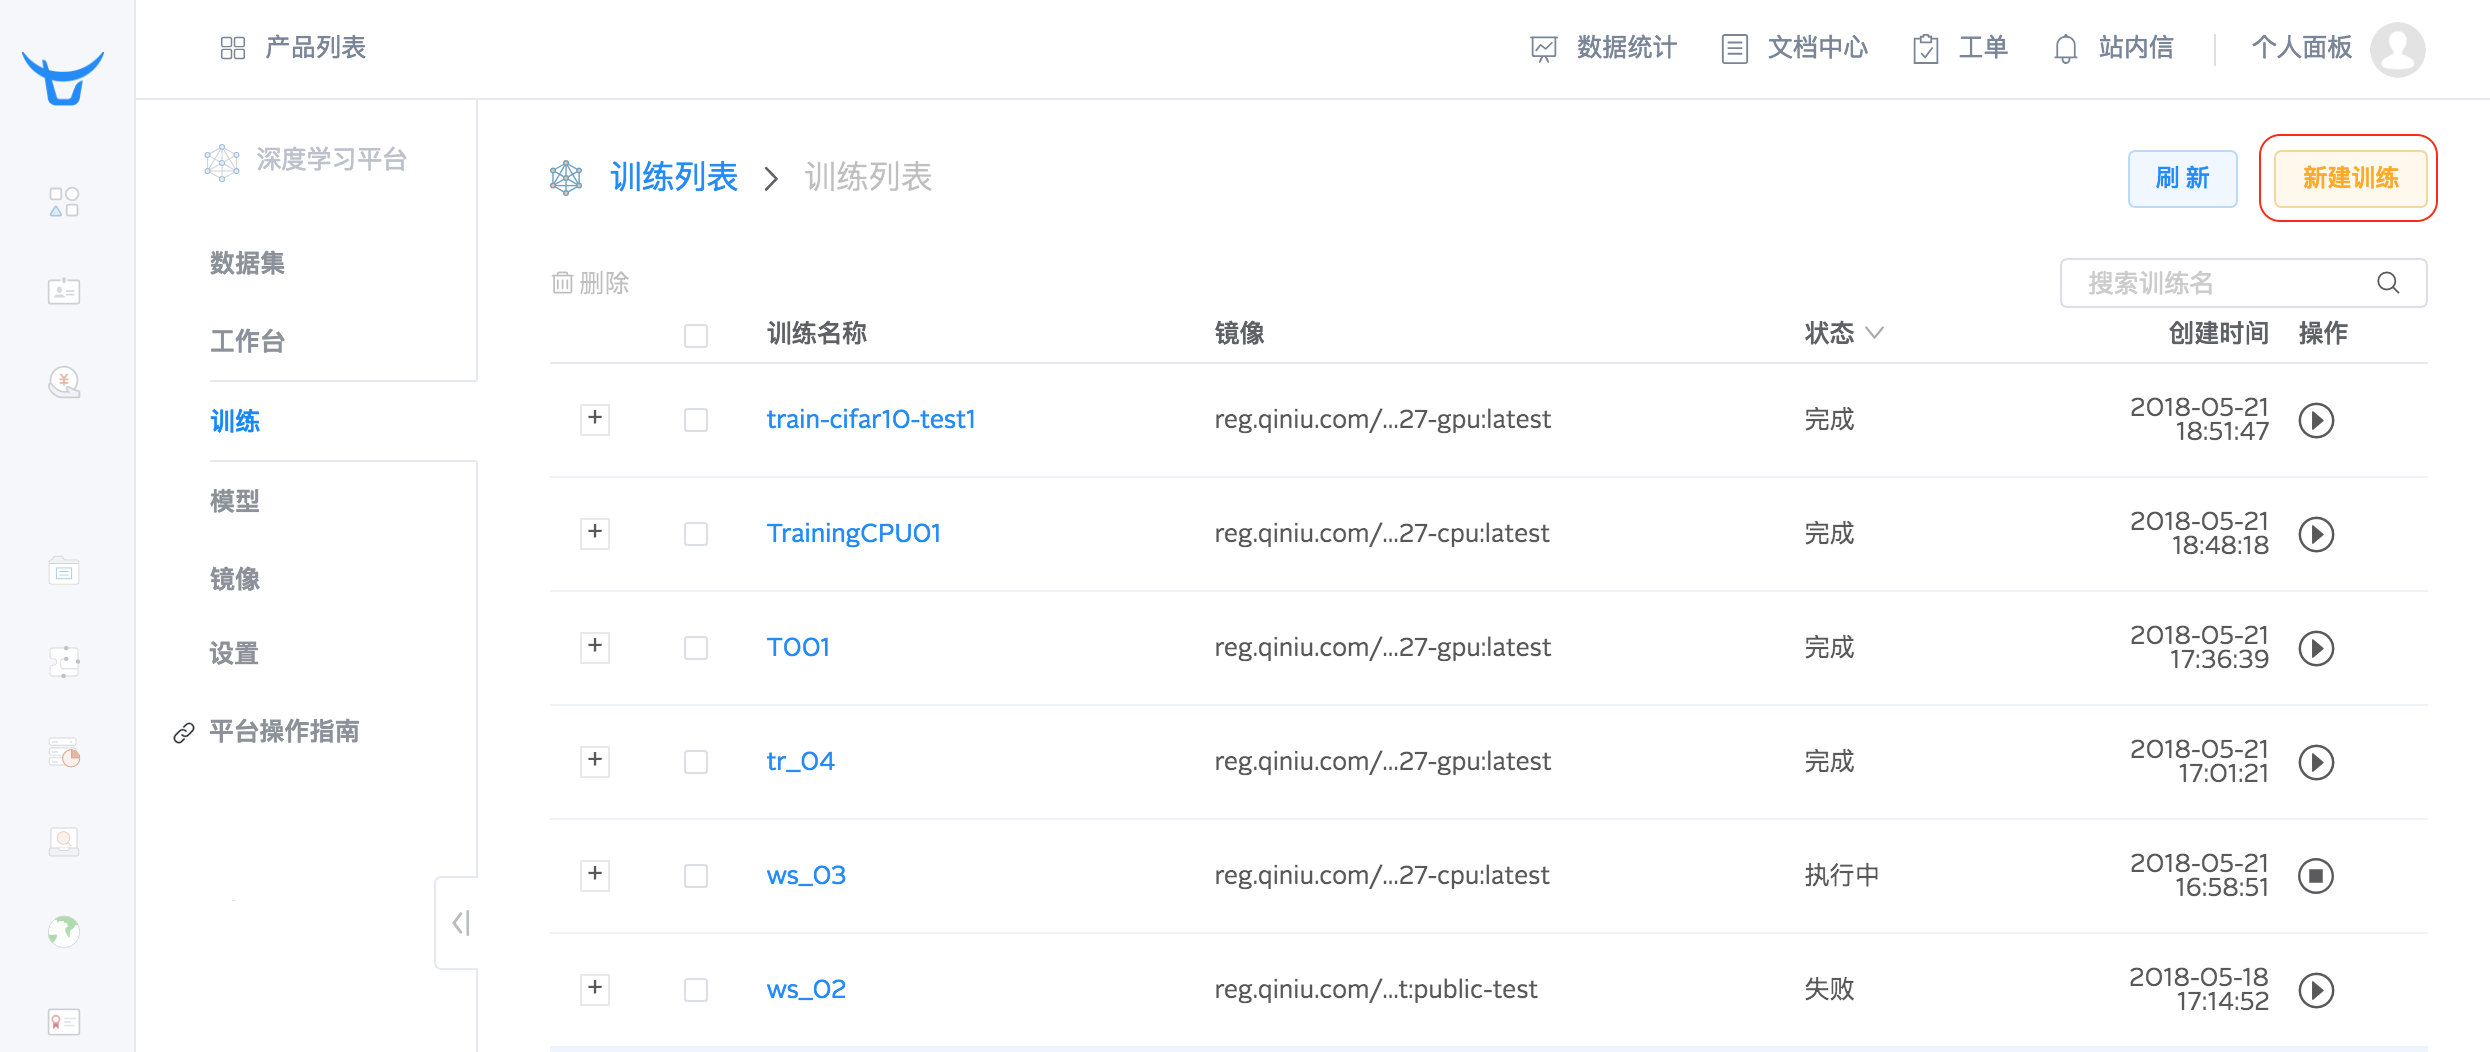 产品列表
数据统计
文档中心
工单
站内信
个人面板
深度学习平台
数据集
工作台
训练
模型
镜像
设置
平台操作指南
训练列表 > 训练列表
刷 新
新建训练
删除
搜索训练名
训练名称 镜像 状态 创建时间 操作
+ train-cifar10-test1 reg.qiniu.com/...27-gpu:latest 完成 2018-05-21
18:51:47
+ TrainingCPU01 reg.qiniu.com/...27-cpu:latest 完成 2018-05-21
18:48:18
+ T001 reg.qiniu.com/...27-gpu:latest 完成 2018-05-21
17:36:39
+ tr_04 reg.qiniu.com/...27-gpu:latest 完成 2018-05-21
17:01:21
+ ws_03 reg.qiniu.com/...27-cpu:latest 执行中 2018-05-21
16:58:51
+ ws_02 reg.qiniu.com/...t:public-test 失败 2018-05-18
17:14:52